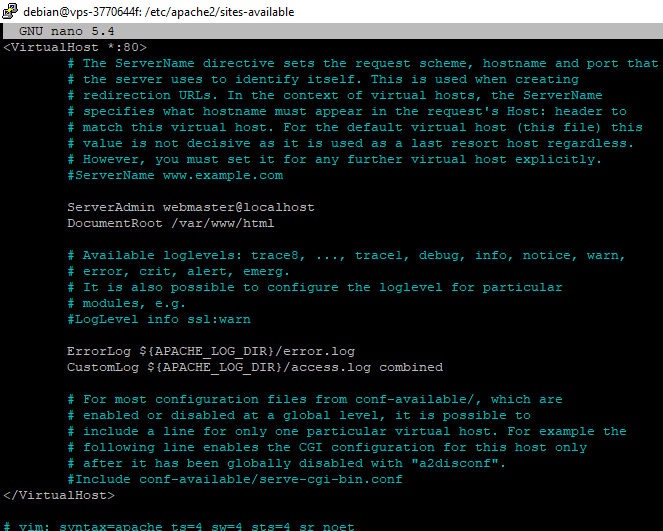 debian@vps-3770644f: /etc/apache2/sites-available
GNU nano 5.4
<VirtualHost *:80>
# The ServerName directive sets the request scheme, hostname and port that
# the server uses to identify itself. This is used when creating
# redirection URLs. In the context of virtual hosts, the ServerName
# specifies what hostname must appear in the request's Host: header to
# match this virtual host. For the default virtual host (this file) this
# value is not decisive as it is used as a last resort host regardless.
# However, you must set it for any further virtual host explicitly.
#ServerName www.example.com
ServerAdmin webmaster@localhost
DocumentRoot /var/www/html
# Available loglevels: trace8, ..., trace1, debug, info, notice, warn,
# error, crit, alert, emerg.
# It is also possible to configure the loglevel for particular
# modules, e.g.
#LogLevel info ssl:warn
ErrorLog ${APACHE_LOG_DIR}/error.log
CustomLog ${APACHE_LOG_DIR}/access.log combined
# For most configuration files from conf-available/, which are
# enabled or disabled at a global level, it is possible to
# include a line for only one particular virtual host. For example the
# following line enables the CGI configuration for this host only
# after it has been globally disabled with "a2disconf".
#Include conf-available/serve-cgi-bin.conf
</VirtualHost>
# vim: syntax=apache ts=4 sw=4 sts=4 sr noet